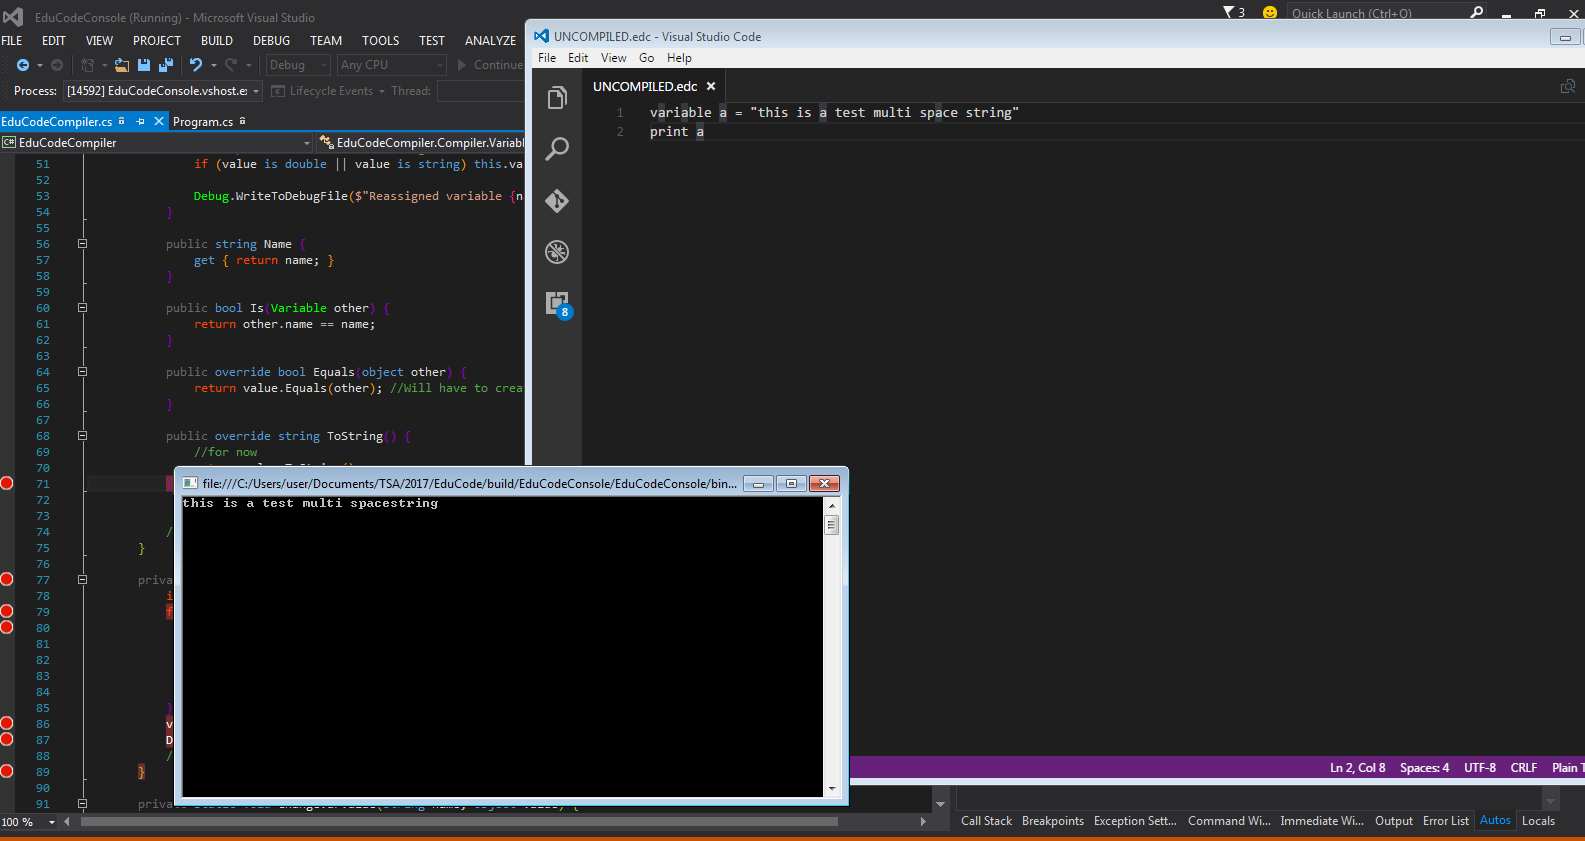 EduCodeConsole (Running) - Microsoft Visual Studio
3
Quick Launch (Ctrl+Q)
FILE EDIT VIEW PROJECT BUILD DEBUG TEAM TOOLS TEST ANALYZE
Debug Any CPU Continue
Process: [14592] EduCodeConsole.vshost.ex Lifecycle Events Thread:
EduCodeCompiler.cs Program.cs
C# EduCodeCompiler EduCodeCompiler.Compiler.Variabl
51 if (value is double || value is string) this.va
52
53 Debug.WriteToDebugFile($"Reassigned variable {n
54 }
55
56 public string Name {
57 get { return name; }
58 }
59
60 public bool Is(Variable other) {
61 return other.name == name;
62 }
63
64 public override bool Equals(object other) {
65 return value.Equals(other); //Will have to crea
66 }
67
68 public override string ToString() {
69 //for now
70
71
72
73
74 /
75 }
76
77 priva
78 i
79 f
80
81
82
83
84
85 }
86 v
87 D
88 /
89 }
90
91 private static void ChangeVarValue(string name, object value) {
100 %
UNCOMPILED.edc - Visual Studio Code
File Edit View Go Help
UNCOMPILED.edc
1 variable a = "this is a test multi space string"
2 print a
8
Ln 2, Col 8 Spaces: 4 UTF-8 CRLF Plain T
file:///C:/Users/user/Documents/TSA/2017/EduCode/build/EduCodeConsole/EduCodeConsole/bin...
this is a test multi spacestring
Call Stack Breakpoints Exception Sett... Command Wi... Immediate Wi... Output Error List Autos Locals